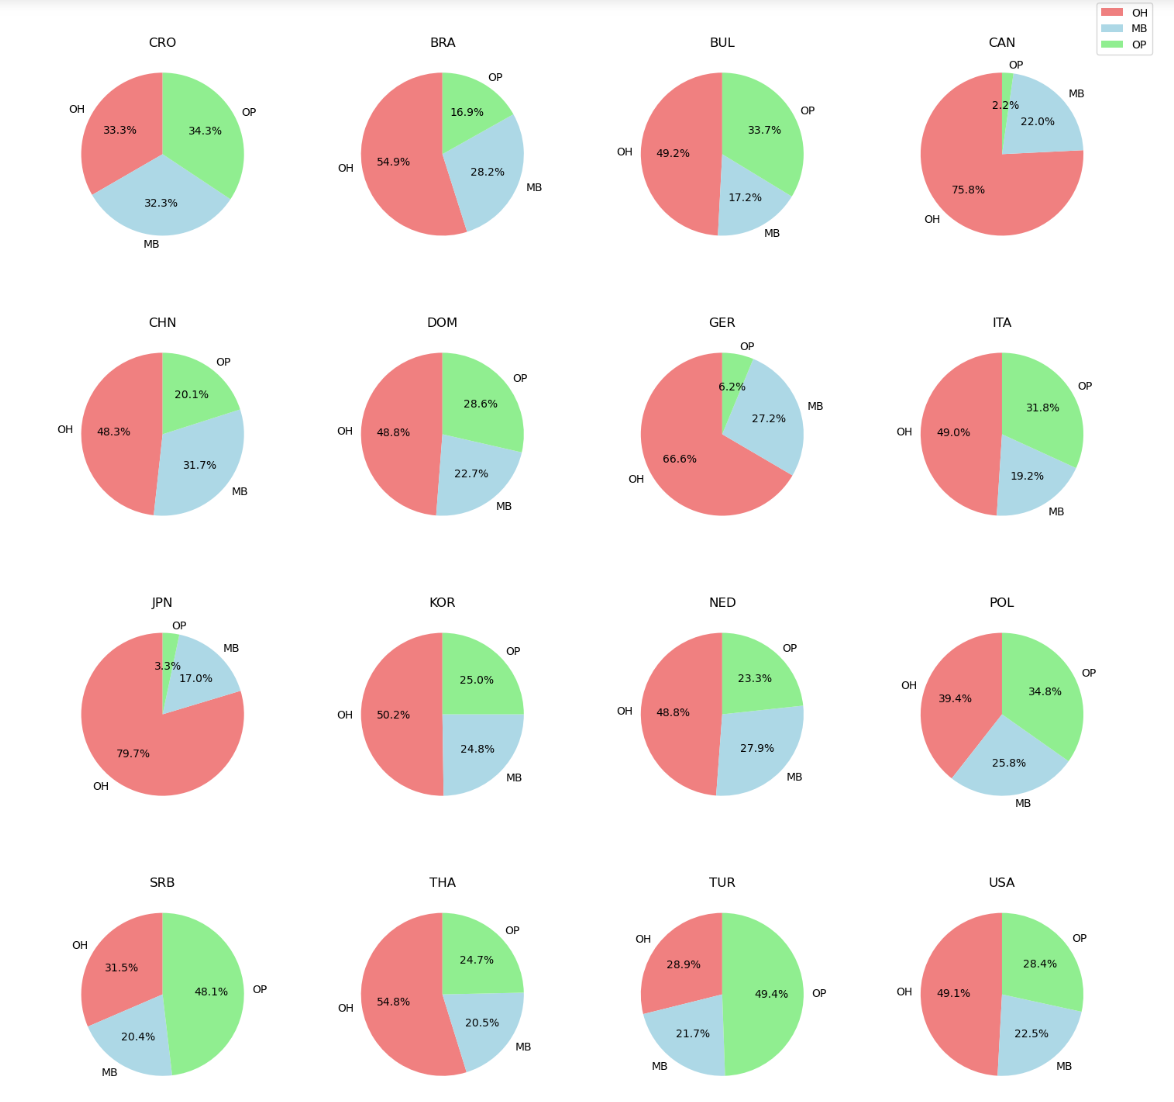 OH
MB
OP
CRO
BRA
BUL
CAN
OH
33.3%
34.3%
OP
32.3%
MB
OP
16.9%
OH
54.9%
28.2%
MB
OP
33.7%
OH
49.2%
17.2%
MB
OP
2.2%
MB
22.0%
75.8%
OH
CHN
DOM
GER
ITA
OP
20.1%
OH
48.3%
31.7%
MB
OP
28.6%
OH
48.8%
22.7%
MB
OP
6.2%
MB
27.2%
66.6%
OH
OP
31.8%
OH
49.0%
19.2%
MB
JPN
KOR
NED
POL
OP
MB
3.3%
17.0%
79.7%
OH
OP
25.0%
OH
50.2%
24.8%
MB
OP
23.3%
OH
48.8%
27.9%
MB
OP
34.8%
OH
39.4%
25.8%
MB
SRB
THA
TUR
USA
OH
31.5%
48.1%
OP
20.4%
MB
OP
24.7%
OH
54.8%
20.5%
MB
OH
28.9%
49.4%
OP
21.7%
MB
OP
28.4%
OH
49.1%
22.5%
MB